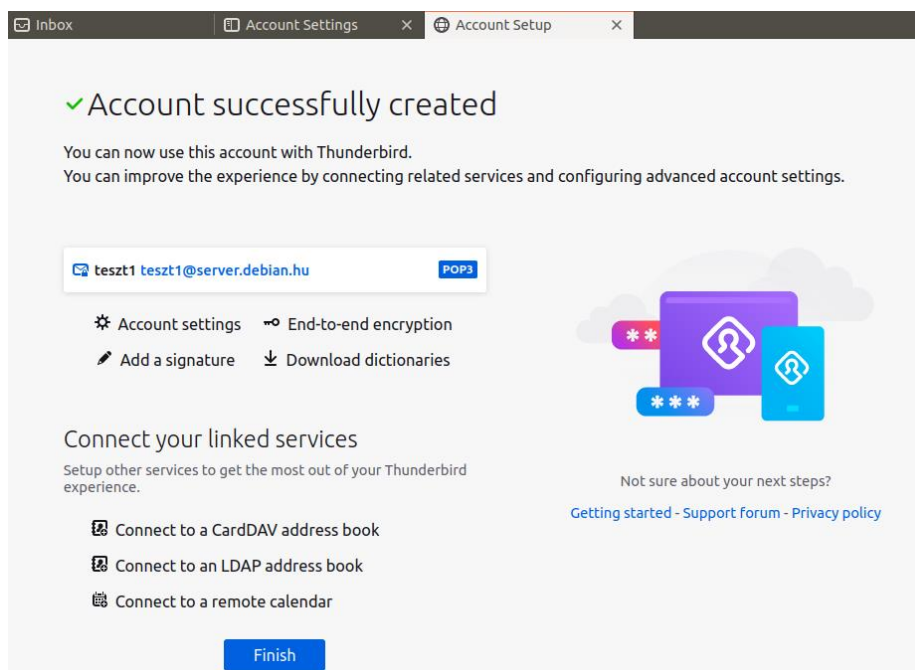 Inbox
Account Settings
Account Setup
Account successfully created
You can now use this account with Thunderbird.
You can improve the experience by connecting related services and configuring advanced account settings.
teszt1 teszt1@server.debian.hu POP3
Account settings End-to-end encryption
Add a signature Download dictionaries
Connect your linked services
Setup other services to get the most out of your Thunderbird
experience.
Connect to a CardDAV address book
Connect to an LDAP address book
Connect to a remote calendar
Finish
**
***
Not sure about your next steps?
Getting started - Support forum - Privacy policy